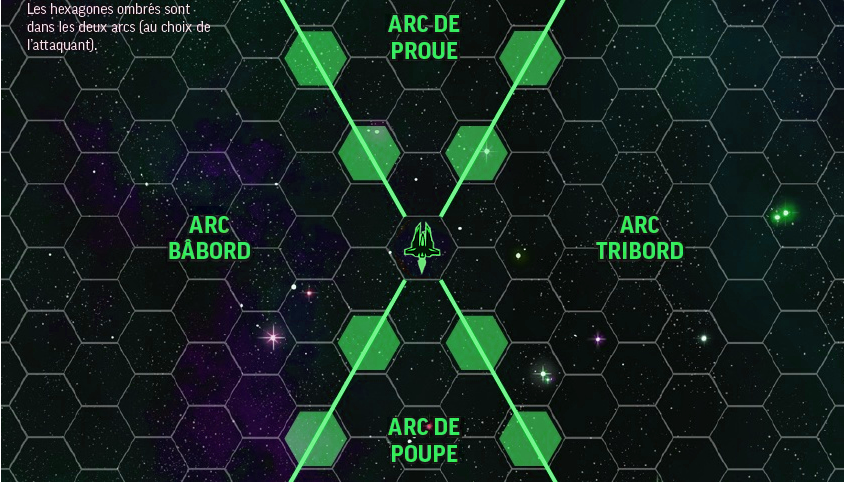 Les hexagones ombrés sont
dans les deux arcs (au choix de
l'attaquant).
ARC DE
PROUE
ARC
BÂBORD
ARC
TRIBORD
ARC DE
POUPE